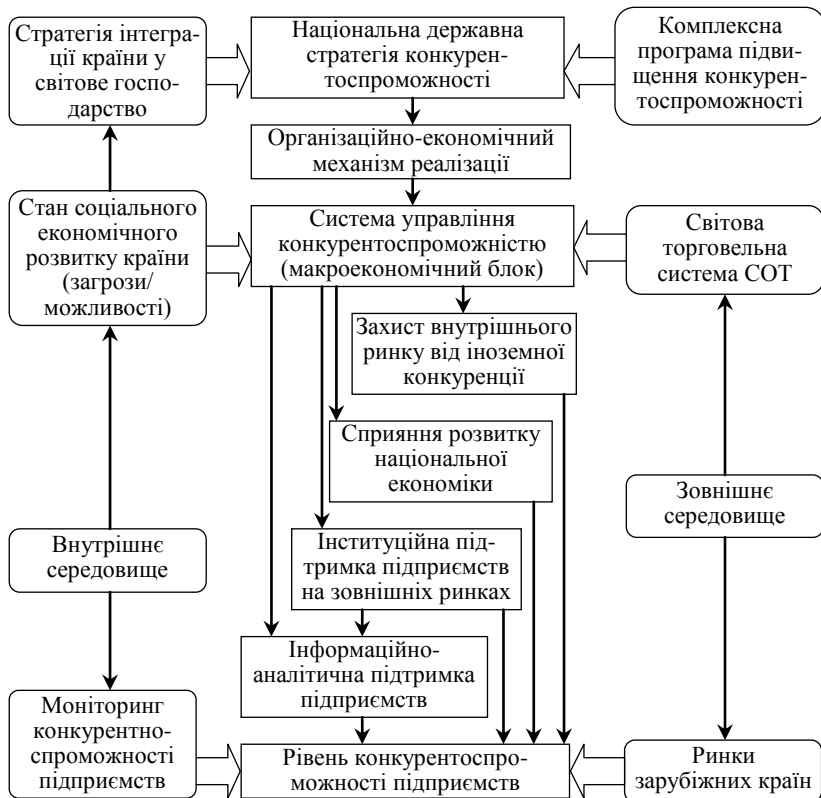 Стратегія інтегра-
ції країни у
світове госпо-
дарство
Національна державна
стратегія конкурен-
тоспроможності
Комплексна
програма підви-
щення конкурен-
тоспроможності
Організаційно-економічний
механізм реалізації
Стан соціального
економічного
розвитку країни
(загрози/
можливості)
Система управління
конкурентоспроможністю
(макроекономічний блок)
Світова
торговельна
система СОТ
Захист внутрішнього
ринку від іноземної
конкуренції
Сприяння розвитку
національної
економіки
Зовнішнє
середовище
Внутрішнє
середовище
Інституційна під-
тримка підприємств
на зовнішніх ринках
Інформаційно-
аналітична підтримка
підприємств
Моніторинг
конкурентно-
спроможності
підприємств
Рівень конкурентоспро-
можності підприємств
Ринки
зарубіжних країн